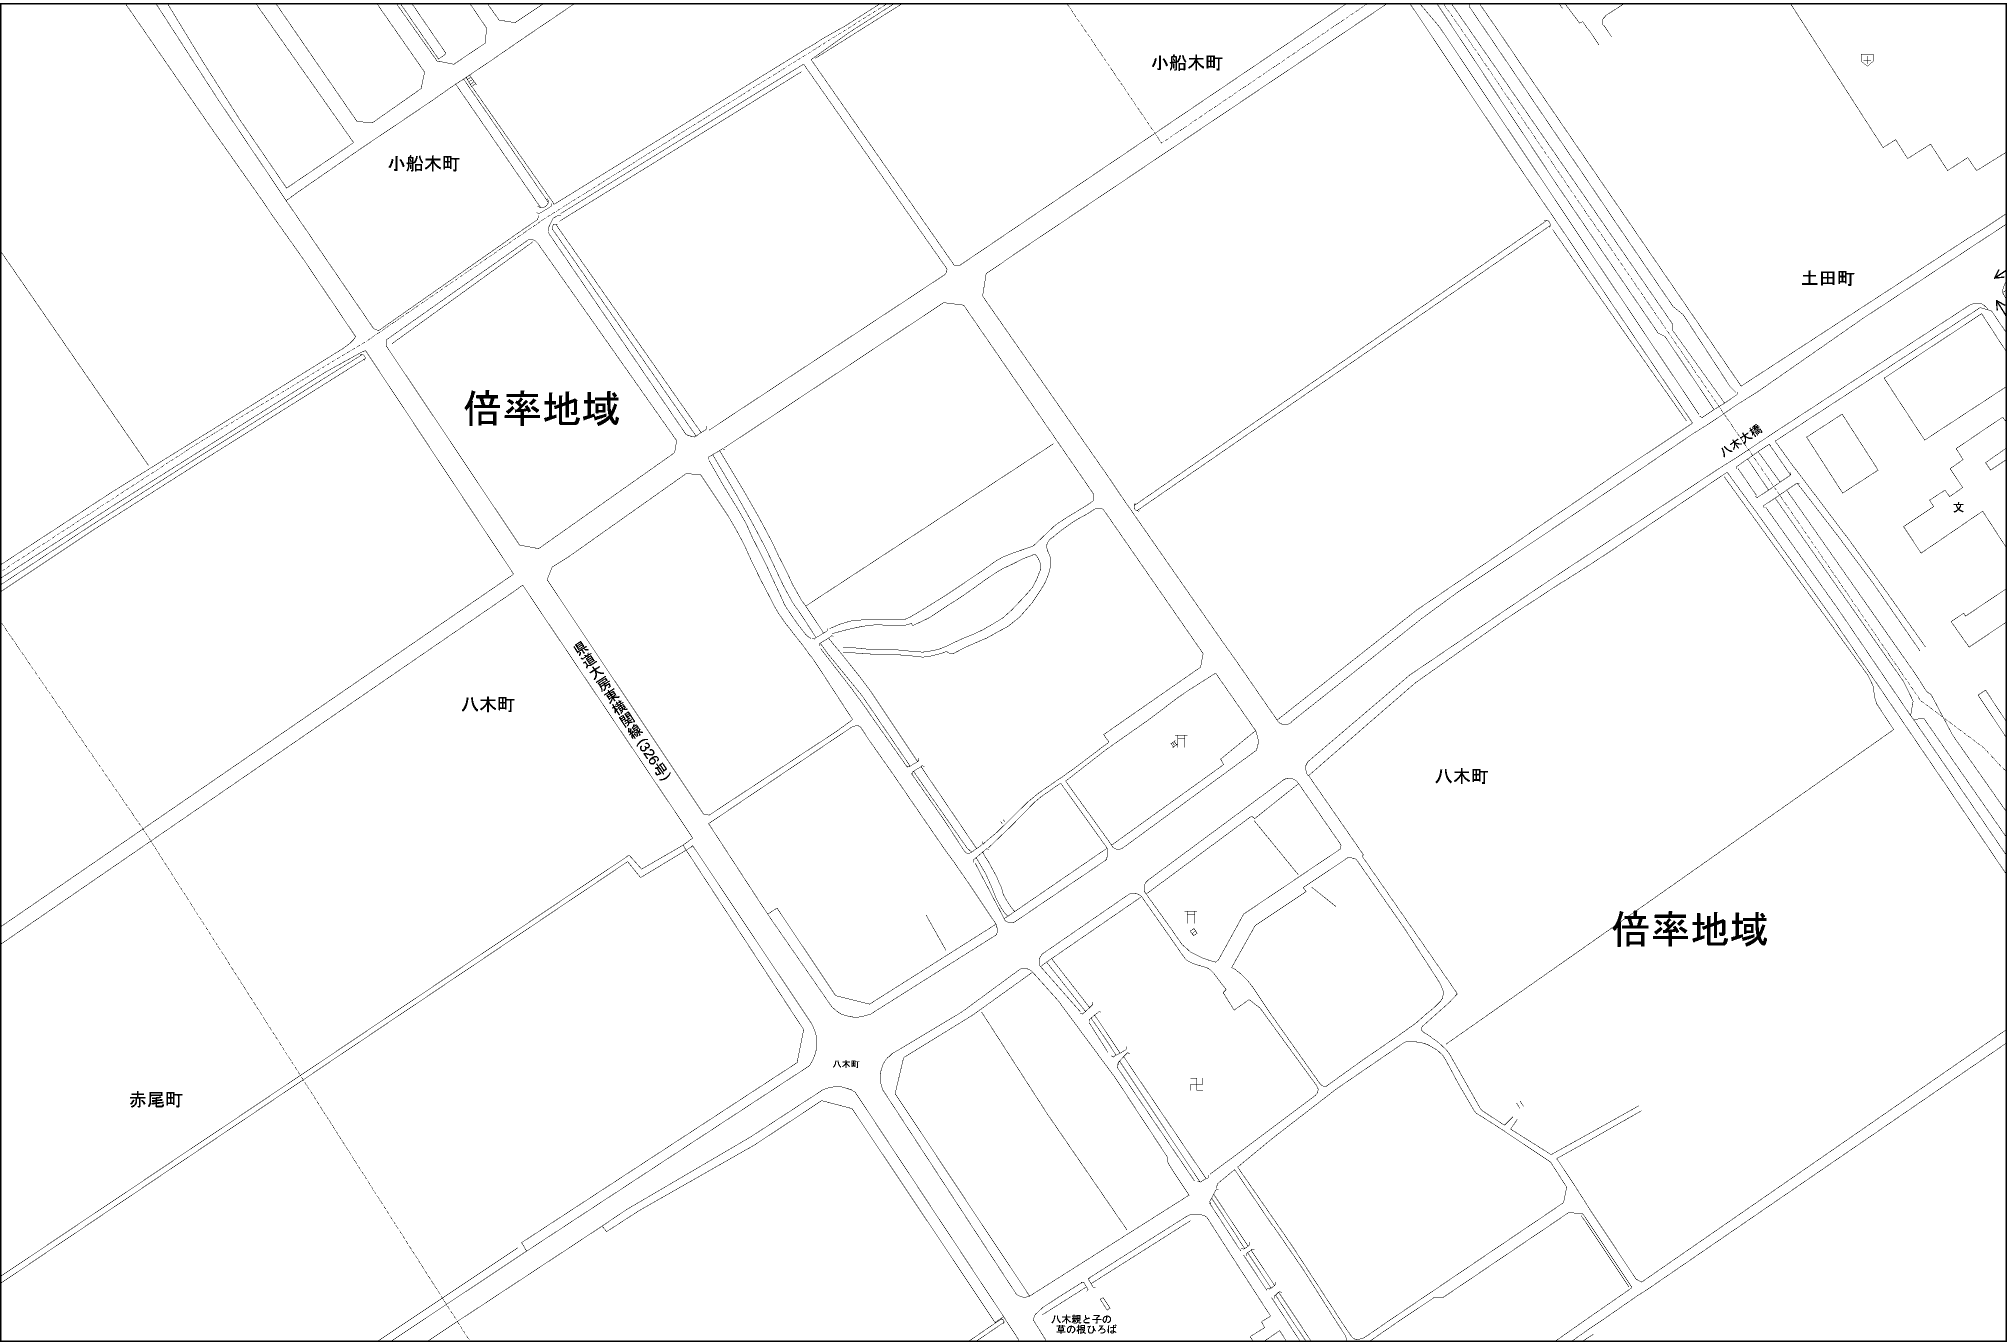 小船木町
小船木町
土田町
倍率地域
八木大橋
文
県道大房東横関線(326号)
八木町
八木町
倍率地域
八木町
赤尾町
八木親と子の
草の根ひろば